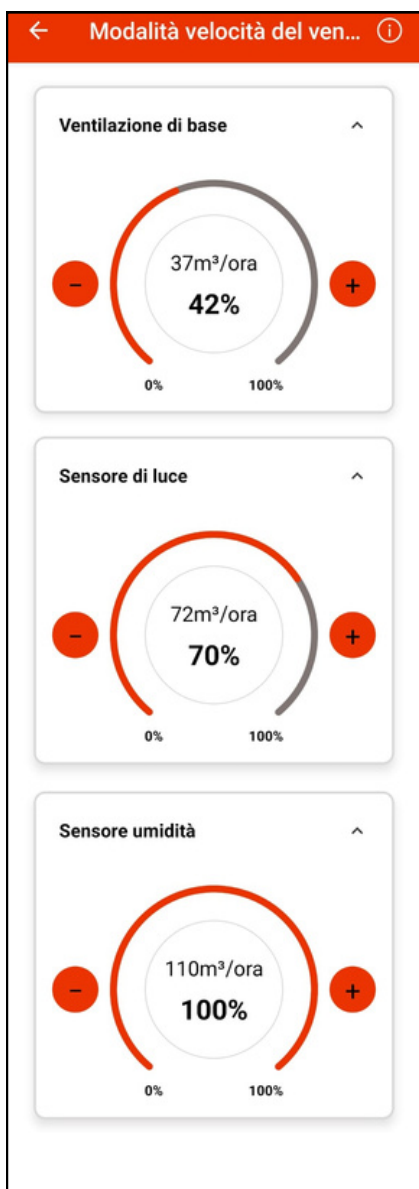 Modalità velocità del ven...
Ventilazione di base
37m³/ora
42%
0% 100%
Sensore di luce
72m³/ora
70%
0% 100%
Sensore umidità
110m³/ora
100%
0% 100%